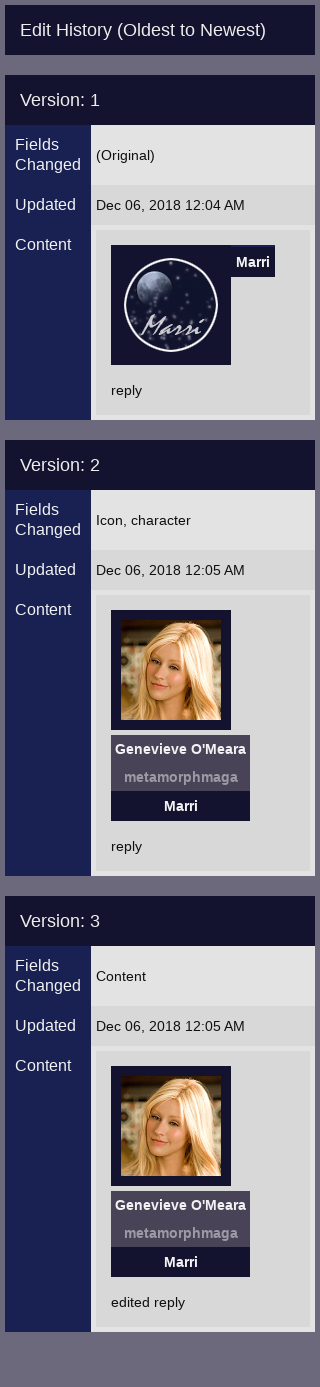 Edit History (Oldest to Newest)
Version: 1
Fields Changed
(Original)
Updated
Dec 06, 2018 12:04 AM
Content
Marri
Marri
reply
Version: 2
Fields Changed
Icon, character
Updated
Dec 06, 2018 12:05 AM
Content
Genevieve O'Meara
metamorphmaga
Marri
reply
Version: 3
Fields Changed
Content
Updated
Dec 06, 2018 12:05 AM
Content
Genevieve O'Meara
metamorphmaga
Marri
edited reply